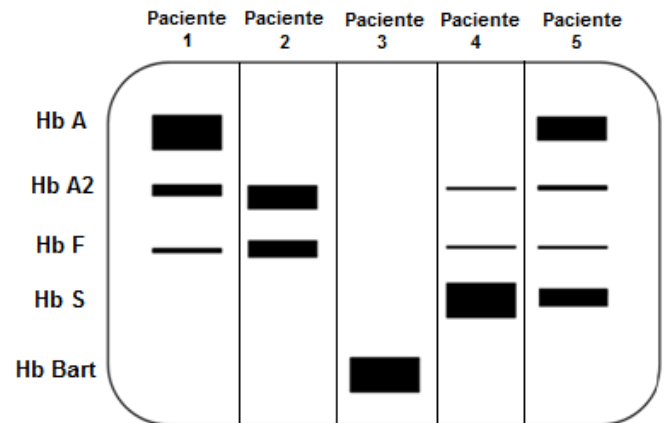 Paciente Paciente Paciente Paciente Paciente
1 2 3 4 5
Hb A
Hb A2
Hb F
Hb S
Hb Bart